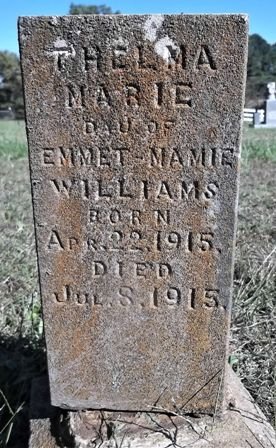 THELMA
MARIE
DAU OF
EMMET-MAMIE
WILLIAMS
BORN
APR. 22, 1915.
DIED
JUL. 8, 1915.